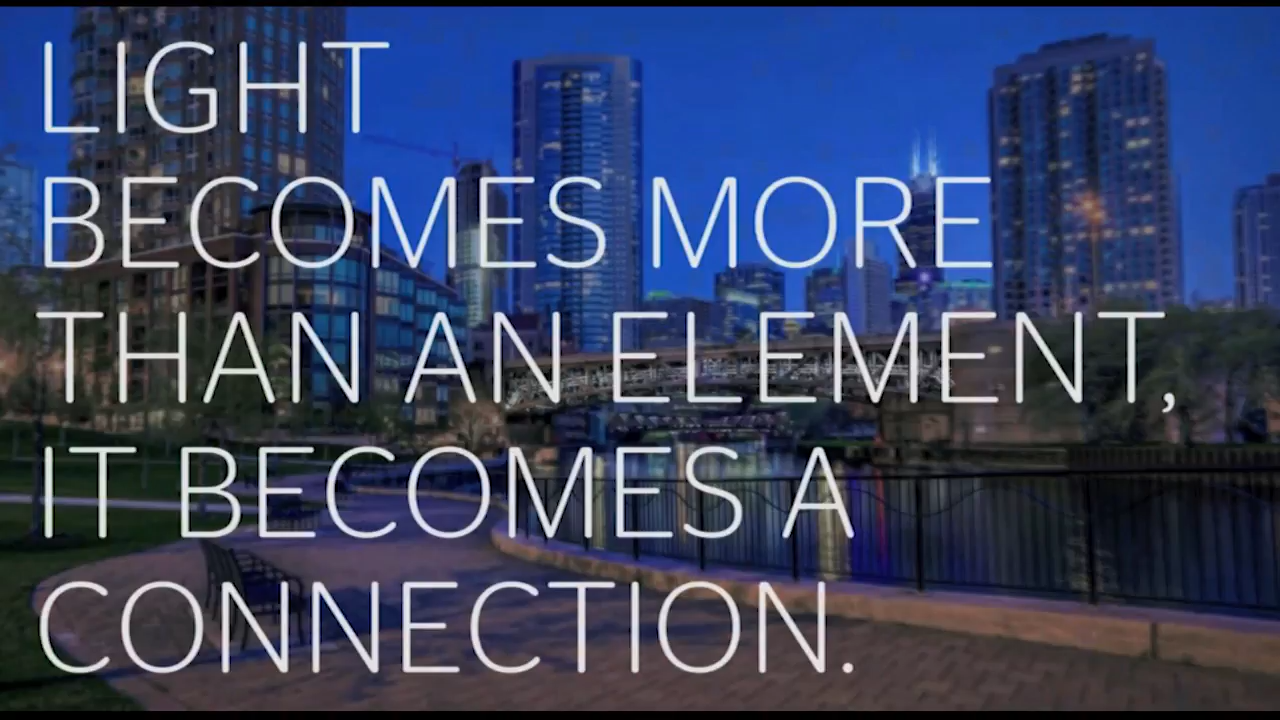 LIGHT
BECOMES MORE
THAN AN ELEMENT,
IT BECOMES A
CONNECTION.